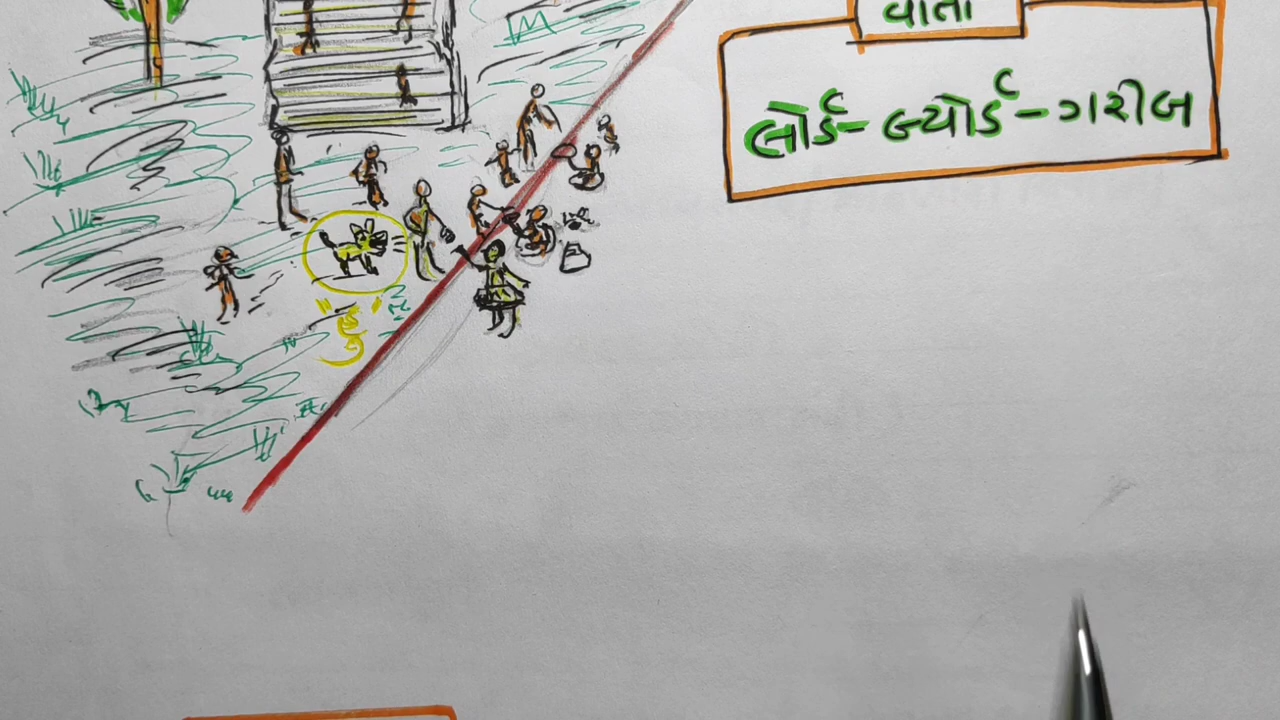 વાર્તા
લોર્ડ - બ્યોર્ડ - ગરીબ
"હું"